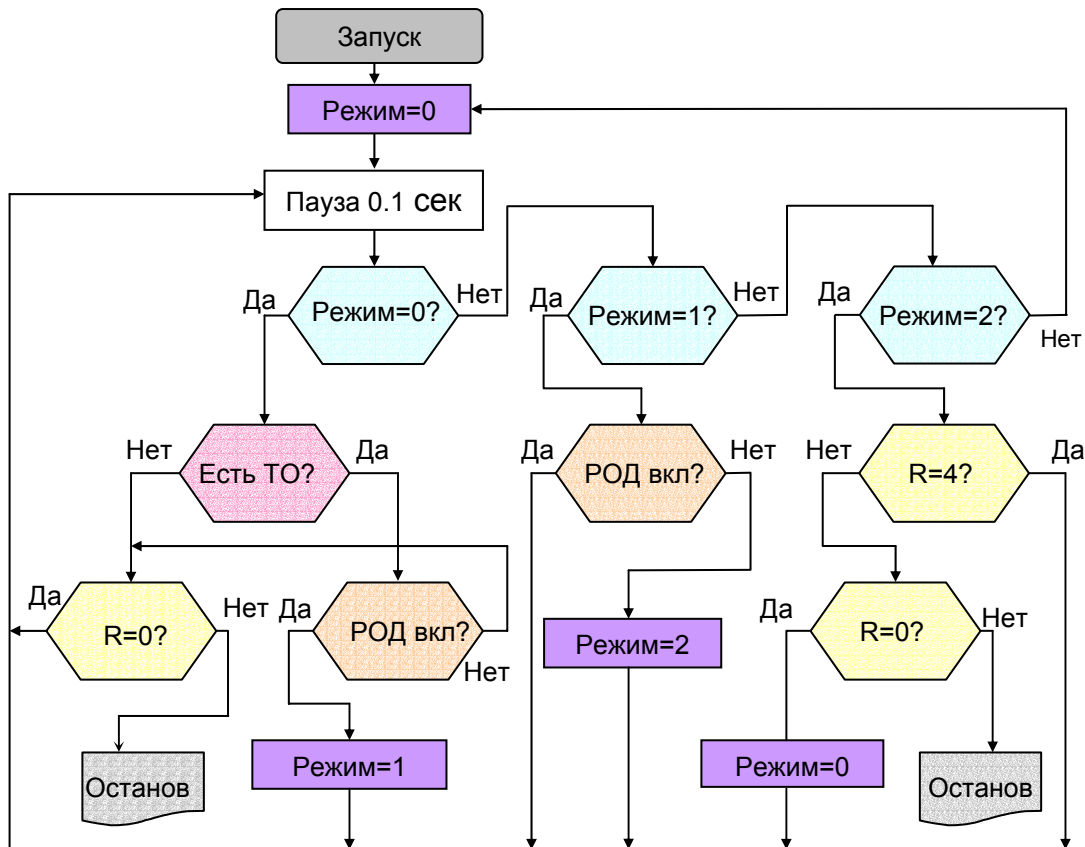 Запуск
Режим=0
Пауза 0.1 сек
Да
Режим=0?
Нет
Да
Режим=1?
Нет
Да
Режим=2?
Нет
Нет
Есть ТО?
Да
Да
РОД вкл?
Нет
Нет
R=4?
Да
Да
R=0?
Нет
Да
РОД вкл?
Нет
Режим=2
Да
R=0?
Нет
Останов
Режим=1
Режим=0
Останов